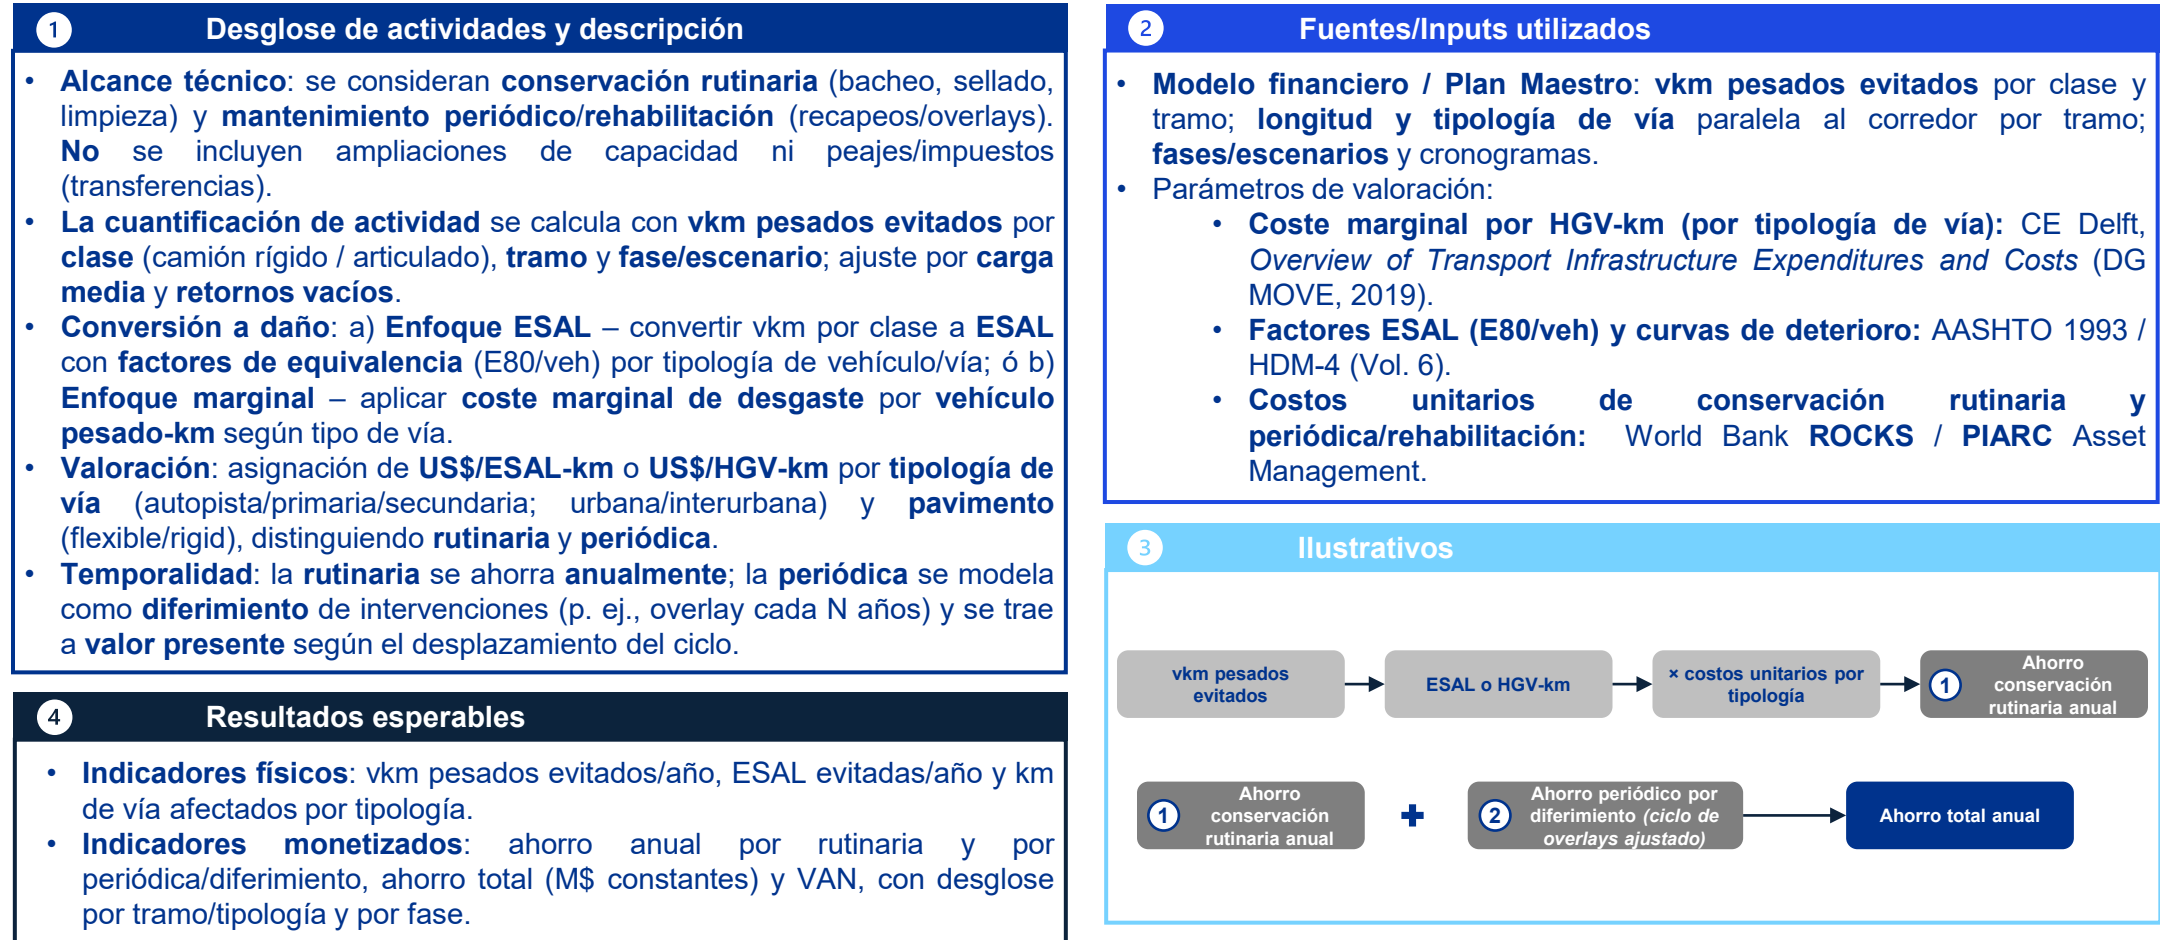 1 Desglose de actividades y descripción
• Alcance técnico: se consideran conservación rutinaria (bacheo, sellado,
limpieza) y mantenimiento periódico/rehabilitación (recapeos/overlays).
No se incluyen ampliaciones de capacidad ni peajes/impuestos
(transferencias).
• La cuantificación de actividad se calcula con vkm pesados evitados por
clase (camión rígido / articulado), tramo y fase/escenario; ajuste por carga
media y retornos vacíos.
• Conversión a daño: a) Enfoque ESAL – convertir vkm por clase a ESAL
con factores de equivalencia (E80/veh) por tipología de vehículo/vía; ó b)
Enfoque marginal – aplicar coste marginal de desgaste por vehículo
pesado-km según tipo de vía.
• Valoración: asignación de US$/ESAL-km o US$/HGV-km por tipología de
vía (autopista/primaria/secundaria; urbana/interurbana) y pavimento
(flexible/rigid), distinguiendo rutinaria y periódica.
• Temporalidad: la rutinaria se ahorra anualmente; la periódica se modela
como diferimiento de intervenciones (p. ej., overlay cada N años) y se trae
a valor presente según el desplazamiento del ciclo.
2 Fuentes/Inputs utilizados
• Modelo financiero / Plan Maestro: vkm pesados evitados por clase y
tramo; longitud y tipología de vía paralela al corredor por tramo;
fases/escenarios y cronogramas.
• Parámetros de valoración:
• Coste marginal por HGV-km (por tipología de vía): CE Delft,
Overview of Transport Infrastructure Expenditures and Costs (DG
MOVE, 2019).
• Factores ESAL (E80/veh) y curvas de deterioro: AASHTO 1993 /
HDM-4 (Vol. 6).
• Costos unitarios de conservación rutinaria y
periódica/rehabilitación: World Bank ROCKS / PIARC Asset
Management.
3 Ilustrativos
vkm pesados
evitados
ESAL o HGV-km
× costos unitarios por
tipología
1 Ahorro
conservación
rutinaria anual
1 Ahorro
conservación
rutinaria anual
+
2 Ahorro periódico por
diferimiento (ciclo de
overlays ajustado)
Ahorro total anual
4 Resultados esperables
• Indicadores físicos: vkm pesados evitados/año, ESAL evitadas/año y km
de vía afectados por tipología.
• Indicadores monetizados: ahorro anual por rutinaria y por
periódica/diferimiento, ahorro total (M$ constantes) y VAN, con desglose
por tramo/tipología y por fase.